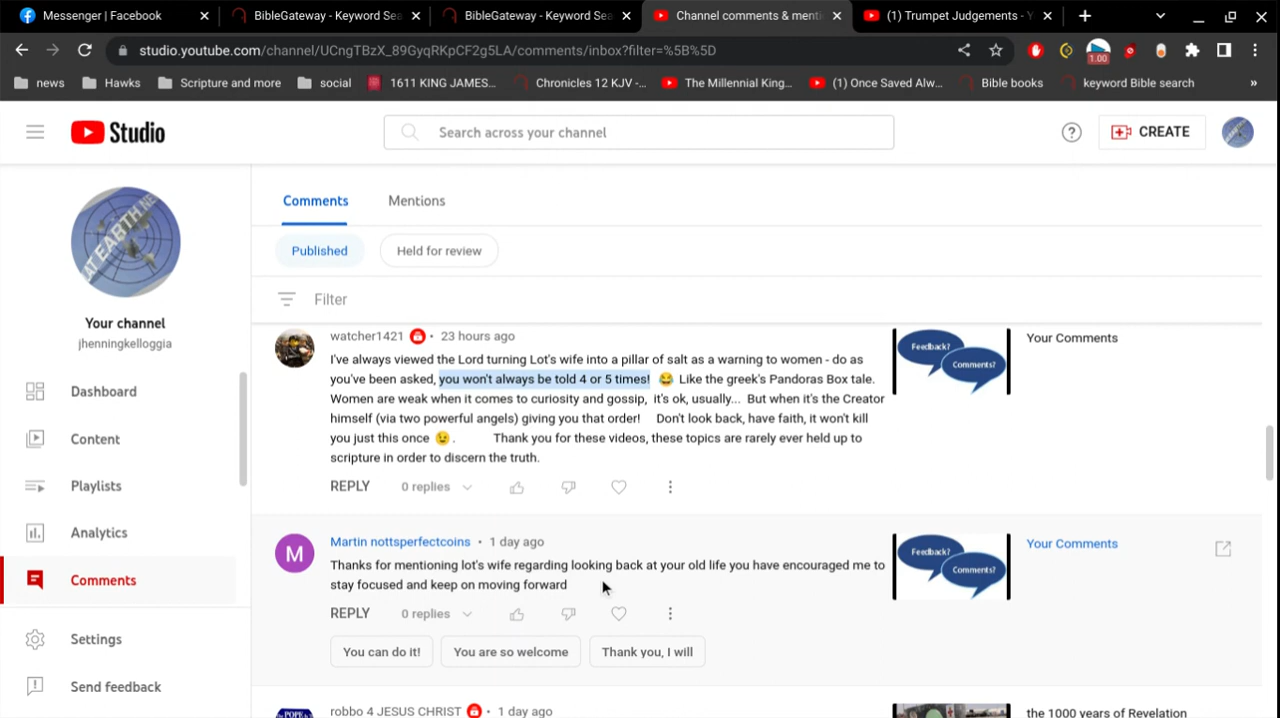 Messenger | Facebook
BibleGateway - Keyword Sea
BibleGateway - Keyword Sea
Channel comments & menti
(1) Trumpet Judgements - Y
studio.youtube.com/channel/UCngTBzX_S9GyqRKpCF2g5LA/comments/inbox?filter=%5B%5D
1.00
news
Hawks
Scripture and more
social
1611 KING JAMES...
Chronicles 12 KJV -...
The Millennial King...
(1) Once Saved Alw...
Bible books
keyword Bible search
»
Studio
Search across your channel
CREATE
AT EARTH NE
Your channel
jhenningkelloggia
Dashboard
Content
Playlists
Analytics
Comments
Settings
Send feedback
Comments
Mentions
Published
Held for review
Filter
watcher1421 • 23 hours ago
I've always viewed the Lord turning Lot's wife into a pillar of salt as a warning to women - do as
you've been asked, you won't always be told 4 or 5 times! 😂 Like the greek's Pandoras Box tale.
Women are weak when it comes to curiosity and gossip, it's ok, usually... But when it's the Creator
himself (via two powerful angels) giving you that order! Don't look back, have faith, it won't kill
you just this once 😉 . Thank you for these videos, these topics are rarely ever held up to
scripture in order to discern the truth.
REPLY
0 replies
Feedback?
Comments?
Your Comments
M
Martin nottsperfectcoins • 1 day ago
Thanks for mentioning lot's wife regarding looking back at your old life you have encouraged me to
stay focused and keep on moving forward
REPLY
0 replies
You can do it!
You are so welcome
Thank you, I will
Feedback?
Comments?
Your Comments
POPE
robbo 4 JESUS CHRIST • 1 day ago
the 1000 years of Revelation